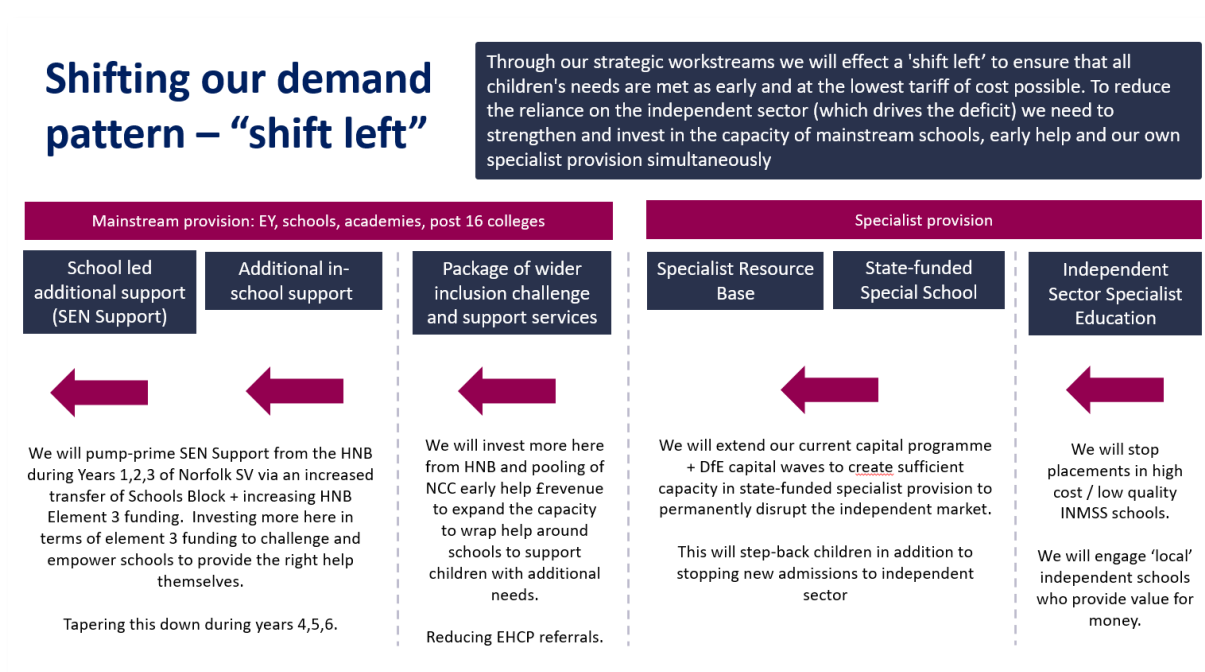 Shifting our demand
pattern – “shift left”
Through our strategic workstreams we will effect a 'shift left’ to ensure that all
children's needs are met as early and at the lowest tariff of cost possible. To reduce
the reliance on the independent sector (which drives the deficit) we need to
strengthen and invest in the capacity of mainstream schools, early help and our own
specialist provision simultaneously
Mainstream provision: EY, schools, academies, post 16 colleges
Specialist provision
School led
additional support
(SEN Support)
Additional in-
school support
Package of wider
inclusion challenge
and support services
Specialist Resource
Base
State-funded
Special School
Independent
Sector Specialist
Education
We will pump-prime SEN Support from the HNB
during Years 1,2,3 of Norfolk SV via an increased
transfer of Schools Block + increasing HNB
Element 3 funding.  Investing more here in
terms of element 3 funding to challenge and
empower schools to provide the right help
themselves.
Tapering this down during years 4,5,6.
We will invest more here
from HNB and pooling of
NCC early help £revenue
to expand the capacity
to wrap help around
schools to support
children with additional
needs.
Reducing EHCP referrals.
We will extend our current capital programme
+ DfE capital waves to create sufficient
capacity in state-funded specialist provision to
permanently disrupt the independent market.
This will step-back children in addition to
stopping new admissions to independent
sector
We will stop
placements in high
cost / low quality
INMSS schools.
We will engage ‘local’
independent schools
who provide value for
money.